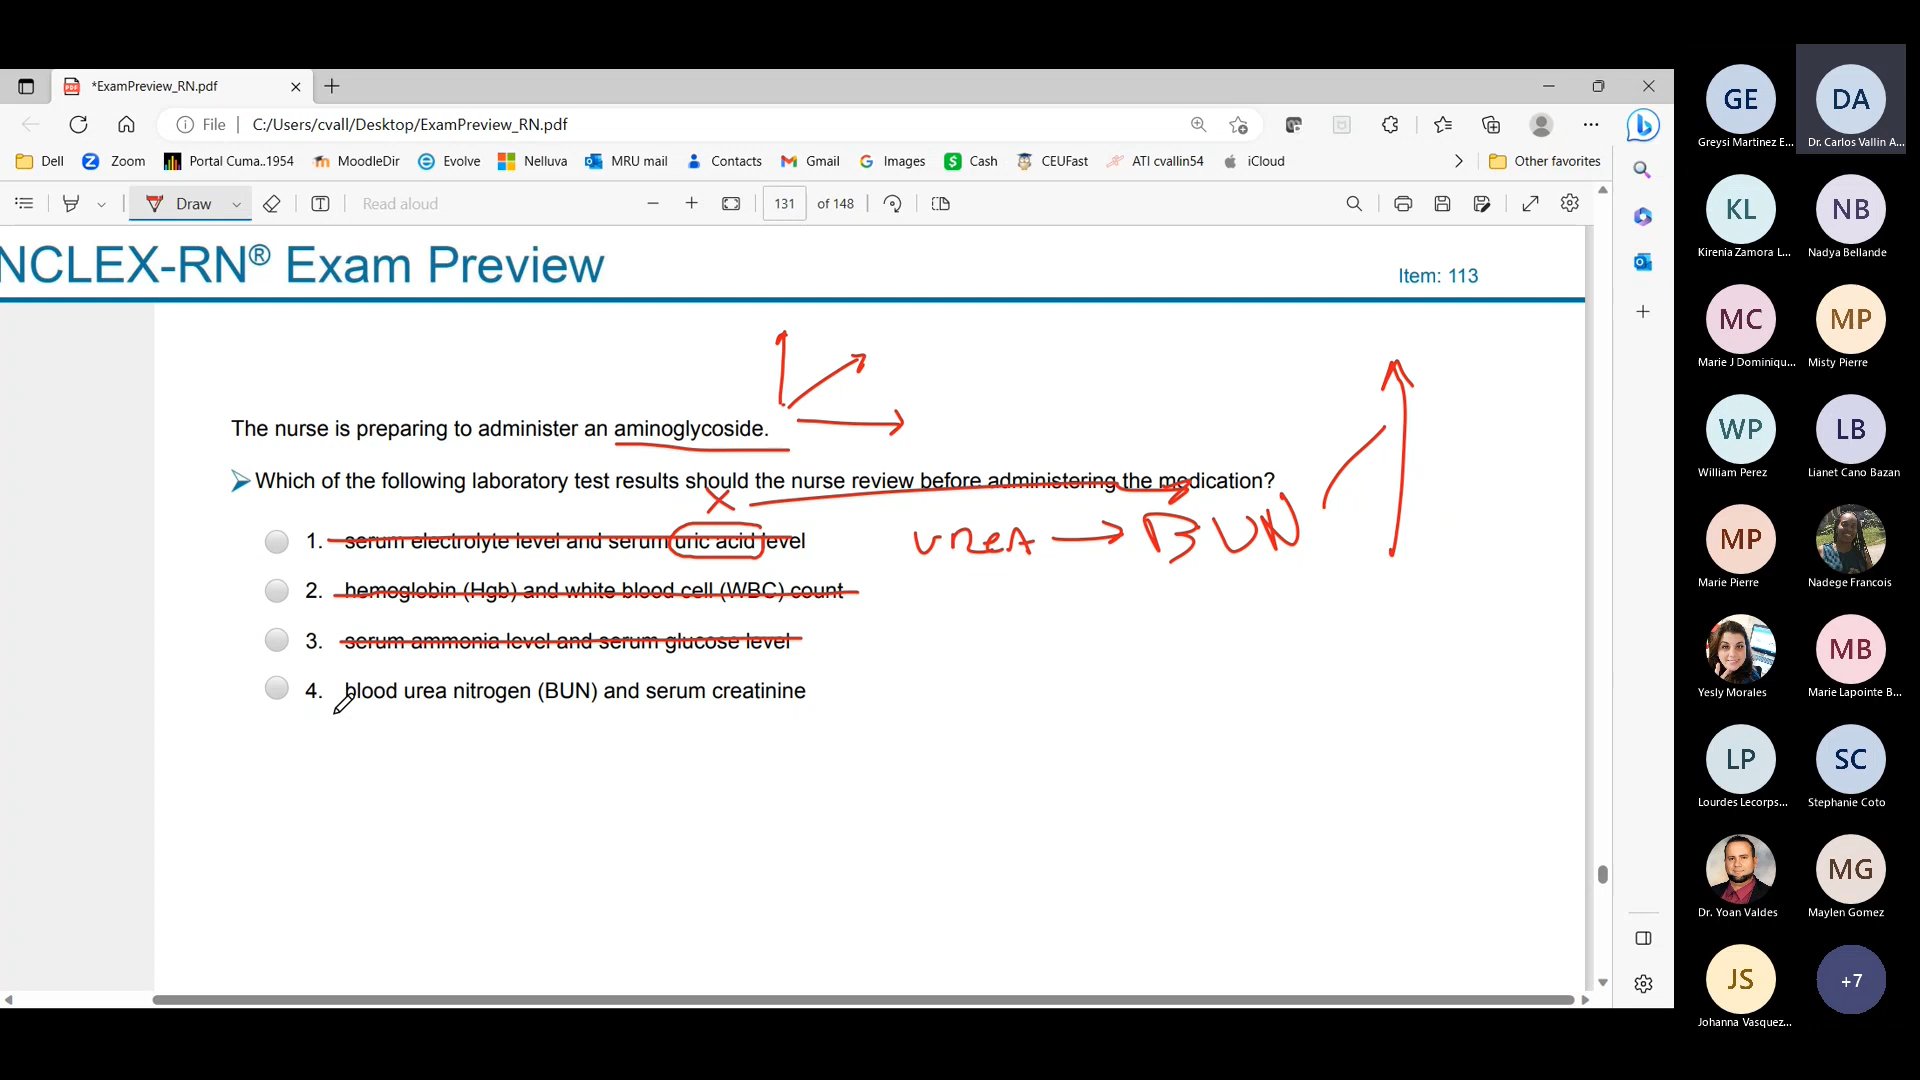 *ExamPreview_RN.pdf
File
C:/Users/cvall/Desktop/ExamPreview_RN.pdf
Dell Zoom Portal Cuma..1954 MoodleDir Evolve Nelluva MRU mail Contacts Gmail Images Cash CEUFast ATI cvallin54 iCloud Other favorites
Draw Read aloud 131 of 148
NCLEX-RN® Exam Preview
Item: 113
The nurse is preparing to administer an aminoglycoside.
Which of the following laboratory test results should the nurse review before administering the medication?
1. serum electrolyte level and serum uric acid level
urea → BUN
2. hemoglobin (Hgb) and white blood cell (WBC) count
3. serum ammonia level and serum glucose level
4. blood urea nitrogen (BUN) and serum creatinine
GE DA
Greysi Martinez E... Dr. Carlos Vallin A...
KL NB
Kirenia Zamora L... Nadya Bellande
MC MP
Marie J Dominiqu... Misty Pierre
WP LB
William Perez Lianet Cano Bazan
MP
Marie Pierre Nadege Francois
MB
Yesly Morales Marie Lapointe B...
LP SC
Lourdes Lecorps... Stephanie Coto
MG
Dr. Yoan Valdes Maylen Gomez
JS +7
Johanna Vasquez...